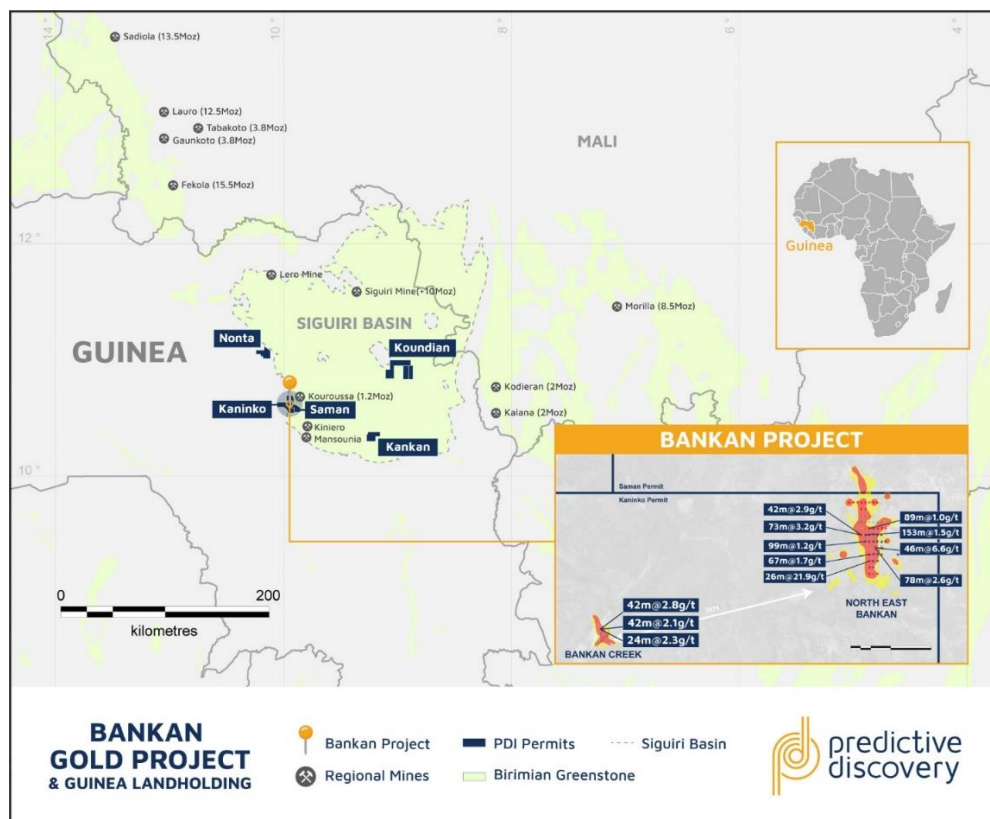 14°
10°
8°
6°
4°
Sadiola (13.5Moz)
Lauro (12.5Moz)
Tabakoto (3.8Moz)
Gaunkoto (3.8Moz)
Fekola (15.5Moz)
MALI
Guinea
12°
Lero Mine
Siguiri Mine(~10Moz)
Morilla (8.5Moz)
SIGUIRI BASIN
GUINEA
Nonta
Koundian
Kouroussa (1.2Moz)
Kodieran (2Moz)
Kaninko
Saman
Kalana (2Moz)
Kiniero
Mansounia
Kankan
10°
BANKAN PROJECT
Saman Permit
Kaninko Permit
42m@2.9g/t
73m@3.2g/t
99m@1.2g/t
67m@1.7g/t
26m@21.9g/t
89m@1.0g/t
153m@1.5g/t
46m@6.6g/t
78m@2.6g/t
NORTH EAST
BANKAN
3KM
42m@2.8g/t
42m@2.1g/t
24m@2.3g/t
BANKAN CREEK
0 200
kilometres
BANKAN
GOLD PROJECT
& GUINEA LANDHOLDING
Bankan Project
PDI Permits
Siguiri Basin
Regional Mines
Birimian Greenstone
predictive
discovery